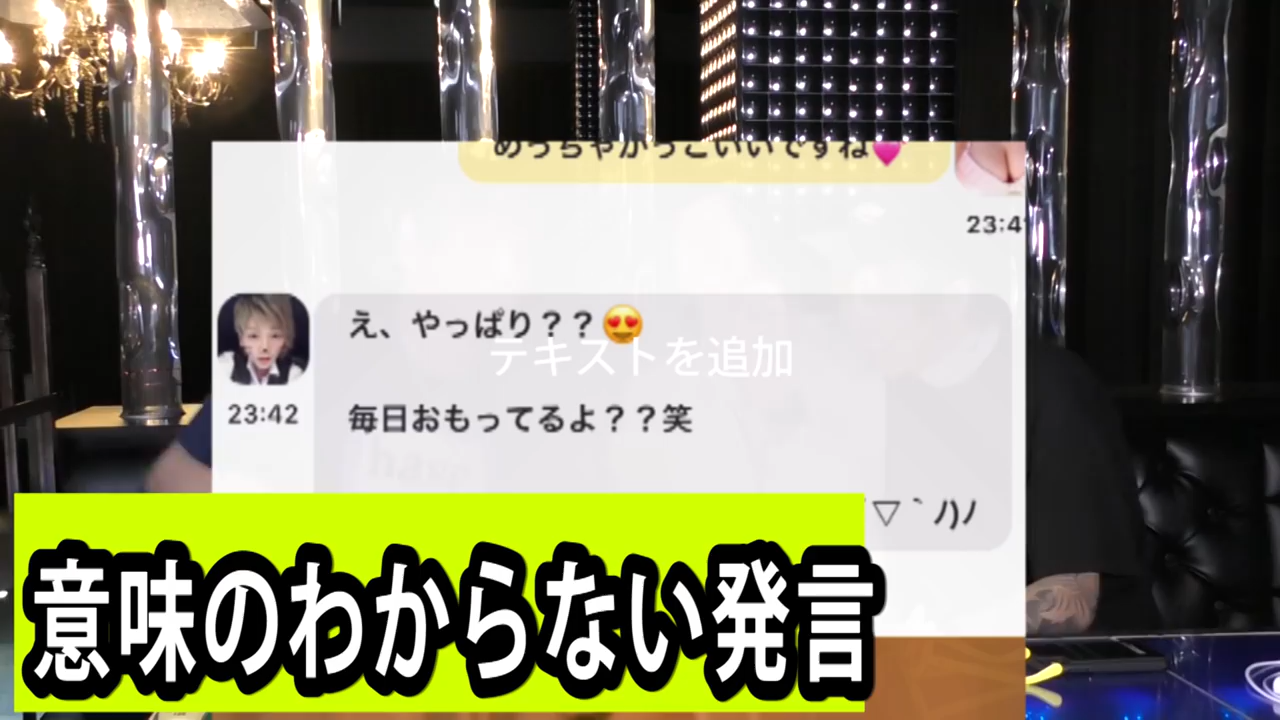 めっちゃかっこいいですね💗
23:4
え、やっぱり？？😍
テキストを追加
23:42
毎日おもってるよ？？笑
▽｀ﾉ)ﾉ
意味のわからない発言